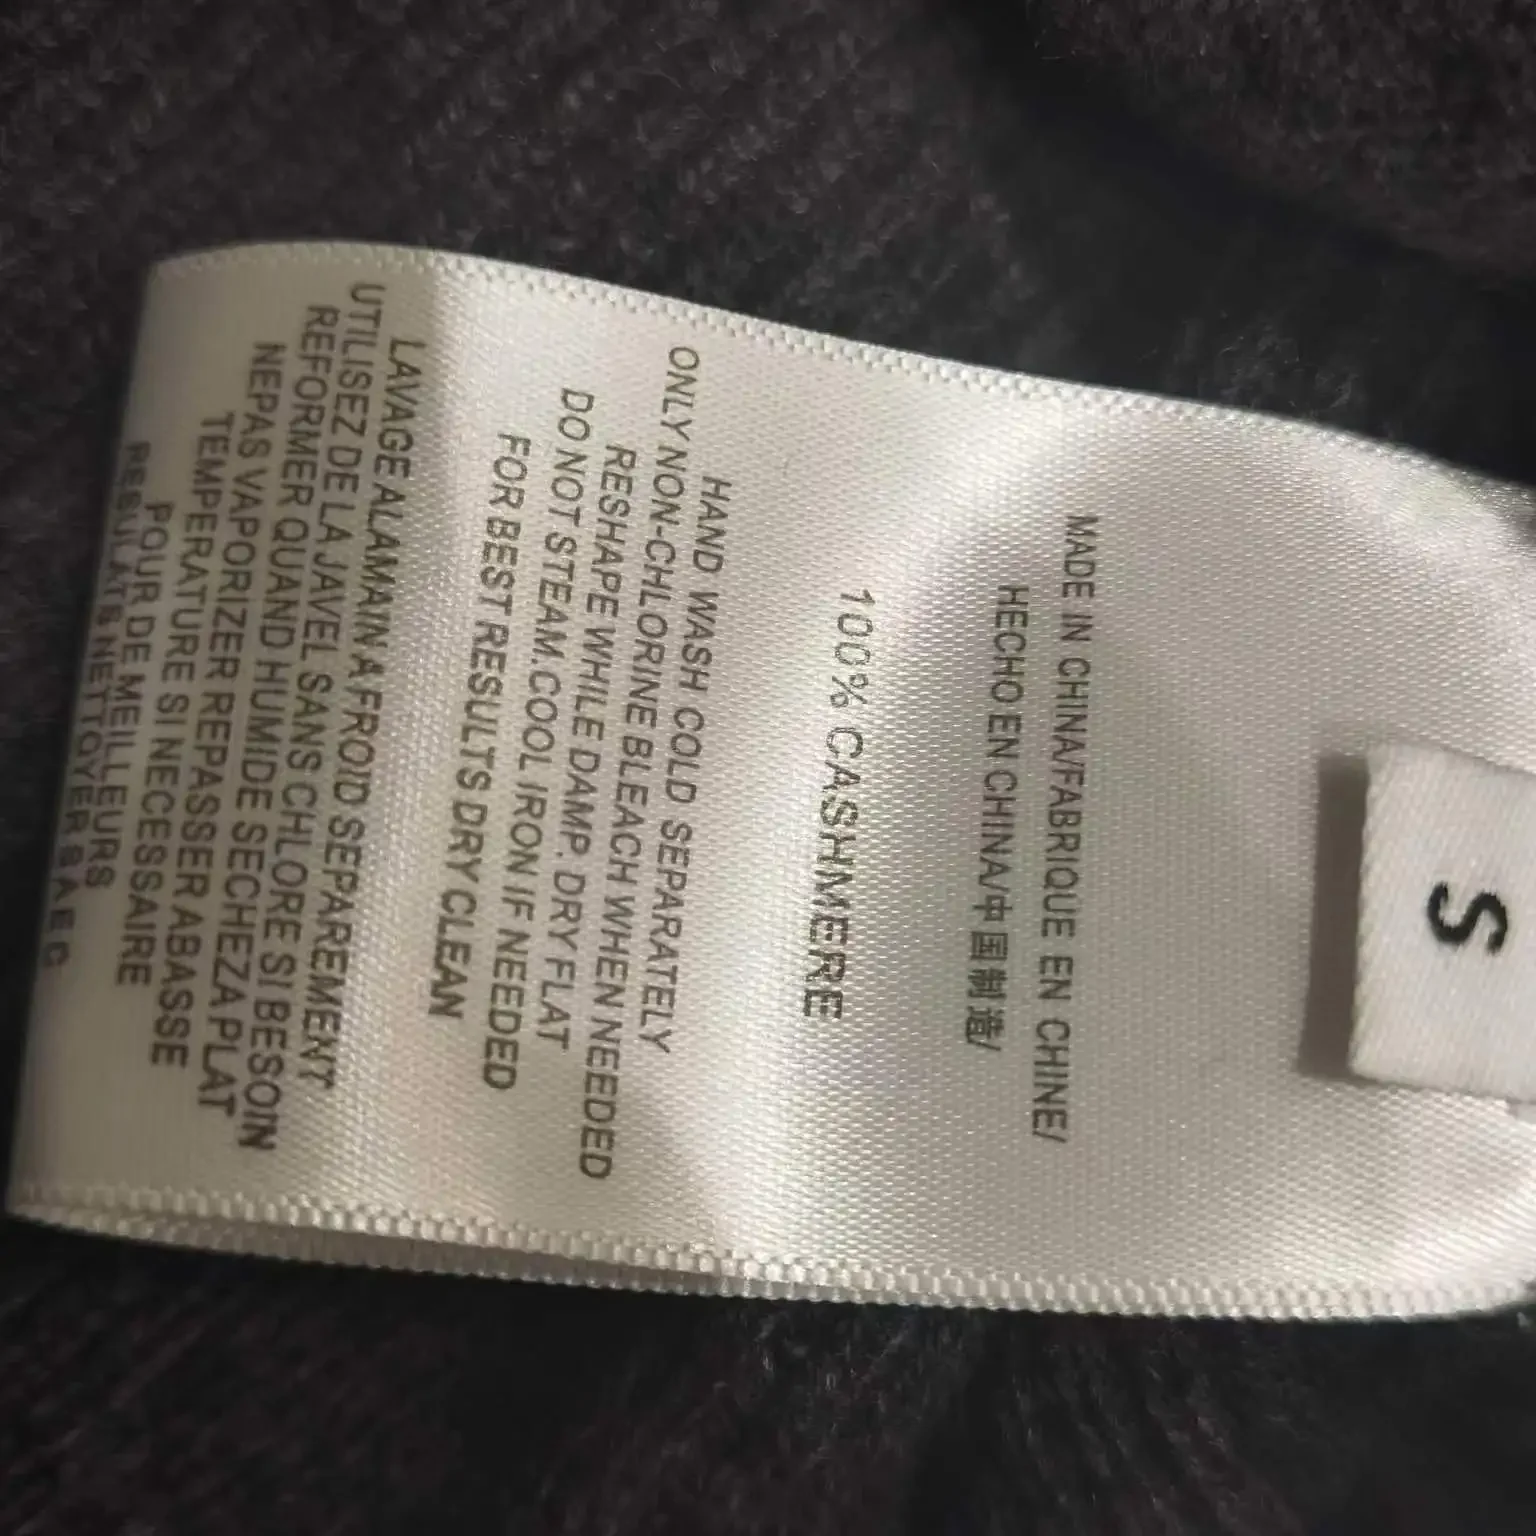 S
MADE IN CHINA/FABRIQUE EN CHINE/
HECHO EN CHINA/中国制造/
100% CASHMERE
HAND WASH COLD SEPARATELY
ONLY NON-CHLORINE BLEACH WHEN NEEDED
RESHAPE WHILE DAMP. DRY FLAT
DO NOT STEAM.COOL IRON IF NEEDED
FOR BEST RESULTS DRY CLEAN
LAVAGE ALAMAIN A FROID SEPAREMENT
UTILISEZ DE LA JAVEL SANS CHLORE SI BESOIN
REFORMER QUAND HUMIDE SECHEZA PLAT
NEPAS VAPORIZER REPASSER ABASSE
TEMPERATURE SI NECESSAIRE
POUR DE MEILLEURS
RESULATS NETTOYER SAEC